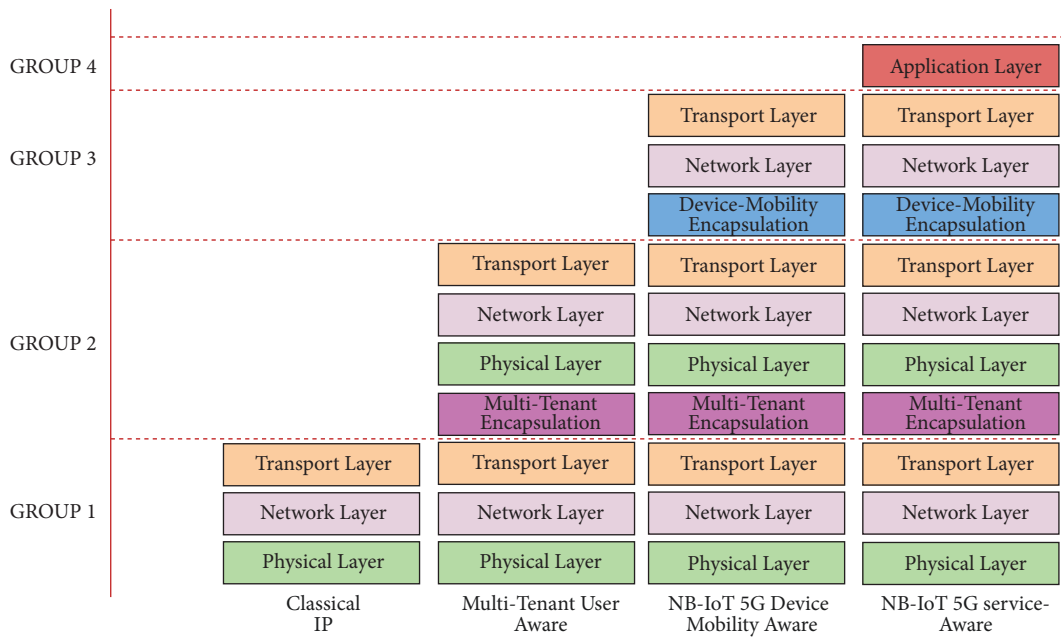 GROUP 4
Application Layer
GROUP 3
Transport Layer
Transport Layer
Network Layer
Network Layer
Device-Mobility
Encapsulation
Device-Mobility
Encapsulation
GROUP 2
Transport Layer
Transport Layer
Transport Layer
Network Layer
Network Layer
Network Layer
Physical Layer
Physical Layer
Physical Layer
Multi-Tenant
Encapsulation
Multi-Tenant
Encapsulation
Multi-Tenant
Encapsulation
GROUP 1
Transport Layer
Transport Layer
Transport Layer
Transport Layer
Network Layer
Network Layer
Network Layer
Network Layer
Physical Layer
Physical Layer
Physical Layer
Physical Layer
Classical
IP
Multi-Tenant User
Aware
NB-IoT 5G Device
Mobility Aware
NB-IoT 5G service-
Aware